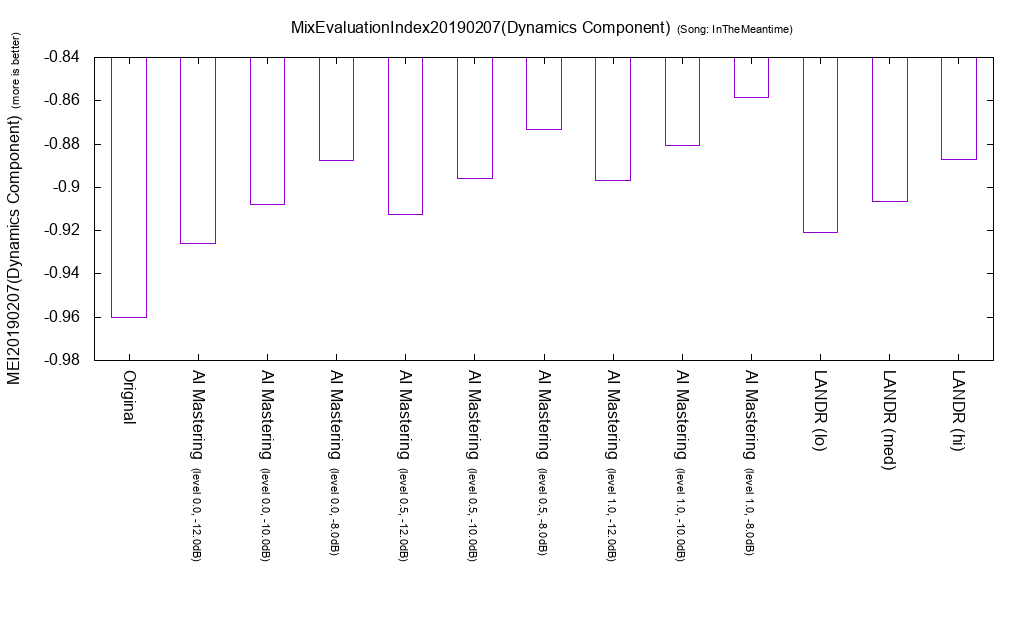 MixEvaluationIndex20190207(Dynamics Component) (Song: InTheMeantime)
MEI20190207(Dynamics Component) (more is better)
-0.84
-0.86
-0.88
-0.9
-0.92
-0.94
-0.96
-0.98
Original
AI Mastering (level 0.0, -12.0dB)
AI Mastering (level 0.0, -10.0dB)
AI Mastering (level 0.0, -8.0dB)
AI Mastering (level 0.5, -12.0dB)
AI Mastering (level 0.5, -10.0dB)
AI Mastering (level 0.5, -8.0dB)
AI Mastering (level 1.0, -12.0dB)
AI Mastering (level 1.0, -10.0dB)
AI Mastering (level 1.0, -8.0dB)
LANDR (lo)
LANDR (med)
LANDR (hi)